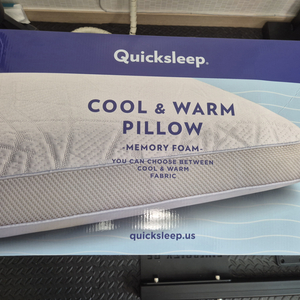 Quicksleep.
COOL & WARM
PILLOW
-MEMORY FOAM-
YOU CAN CHOOSE BETWEEN
COOL & WARM
FABRIC
quicksleep.us